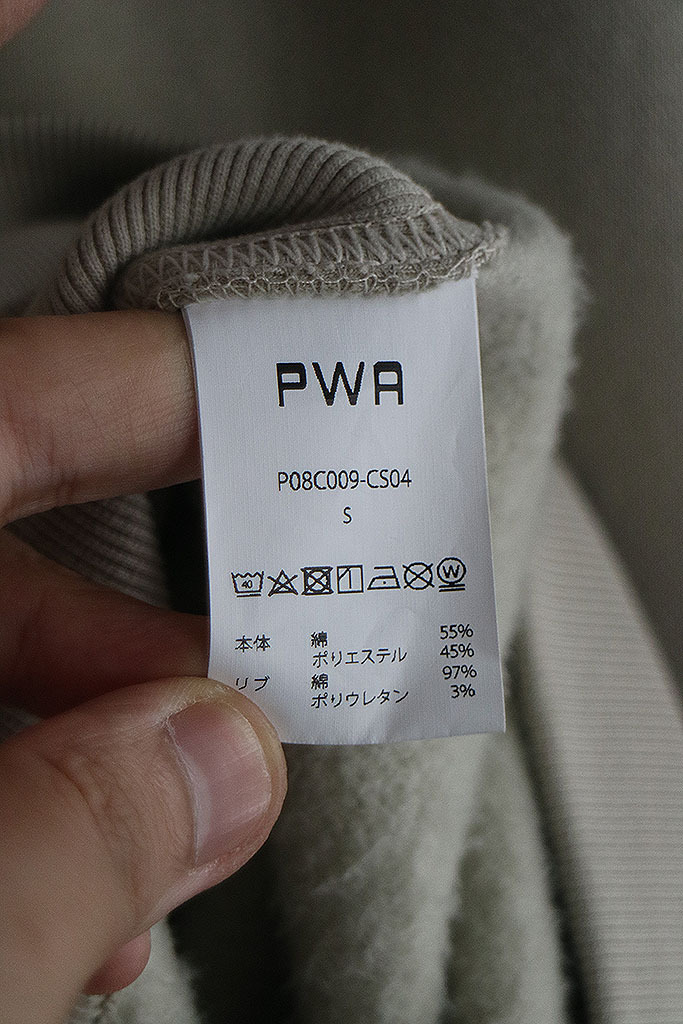 PWA
P08C009-CS04
S
40 W
本体 綿 55%
ポリエステル 45%
リブ 綿 97%
ポリウレタン 3%